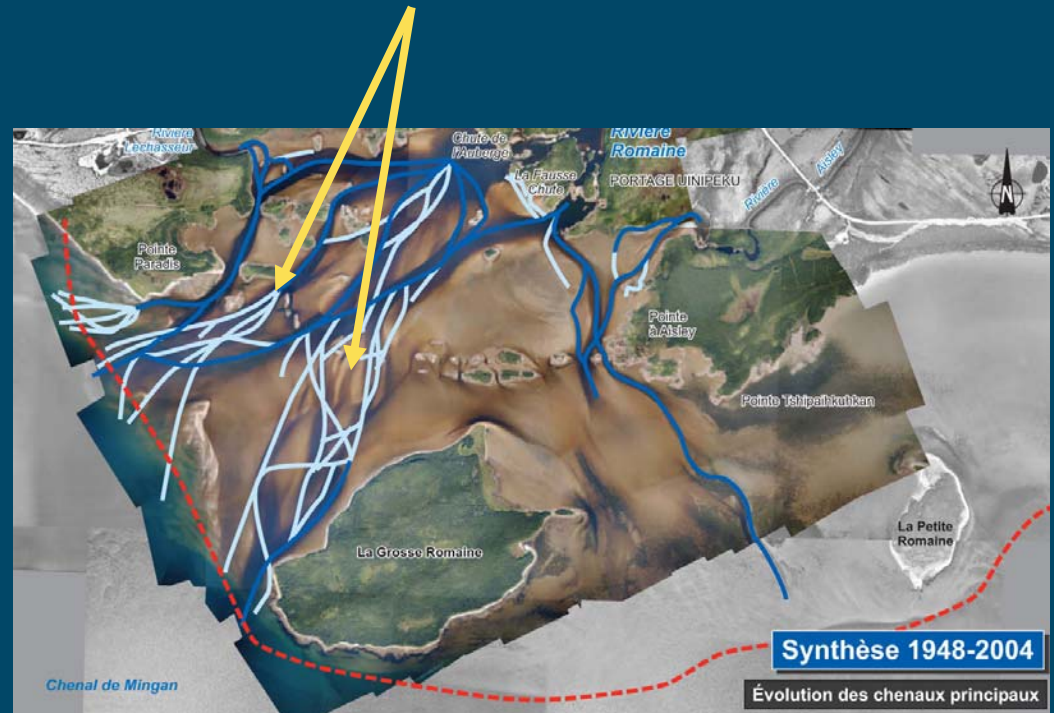 Rivière
Lechasseur
Chute de
l'Auberge
La Fausse
Chute
Rivière
Romaine
PORTAGE UINIPEKU
Rivière
Aisley
N
Pointe
Paradis
Pointe
à Aisley
Pointe Tshipaihkuhkan
La Grosse Romaine
La Petite
Romaine
Synthèse 1948-2004
Chenal de Mingan
Évolution des chenaux principaux